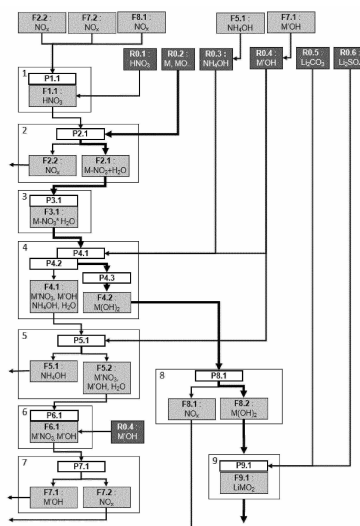 F2.2 :
NOₓ
F7.2 :
NOₓ
F8.1 :
NOₓ
F5.1 :
NH₄OH
F7.1 :
M'OH
R0.1 :
HNO₃
R0.2 :
M, MOₓ
R0.3 :
NH4OH
R0.4 :
M'OH
R0.5 :
Li₂CO₃
R0.6 :
Li₂SO₄
1
P1.1
F1.1 :
HNO₃
2
P2.1
F2.2 :
NOₓ
F2.1 :
M-NO₃+H₂O
3
P3.1
F3.1 :
M-NO₃* H₂O
4
P4.1
P4.2
P4.3
F4.1 :
M'NO₃, M'OH
NH₄OH, H₂O
F4.2 :
M(OH)₂
5
P5.1
F5.1 :
NH₄OH
F5.2 :
M'NO₃,
M'OH, H₂O
6
P6.1
F6.1 :
M'NO₃, M'OH
R0.4 :
M'OH
7
P7.1
F7.1 :
M'OH
F7.2 :
NOₓ
8
P8.1
F8.1 :
NOₓ
F8.2 :
M(OH)₂
9
P9.1
F9.1 :
LiMO₂